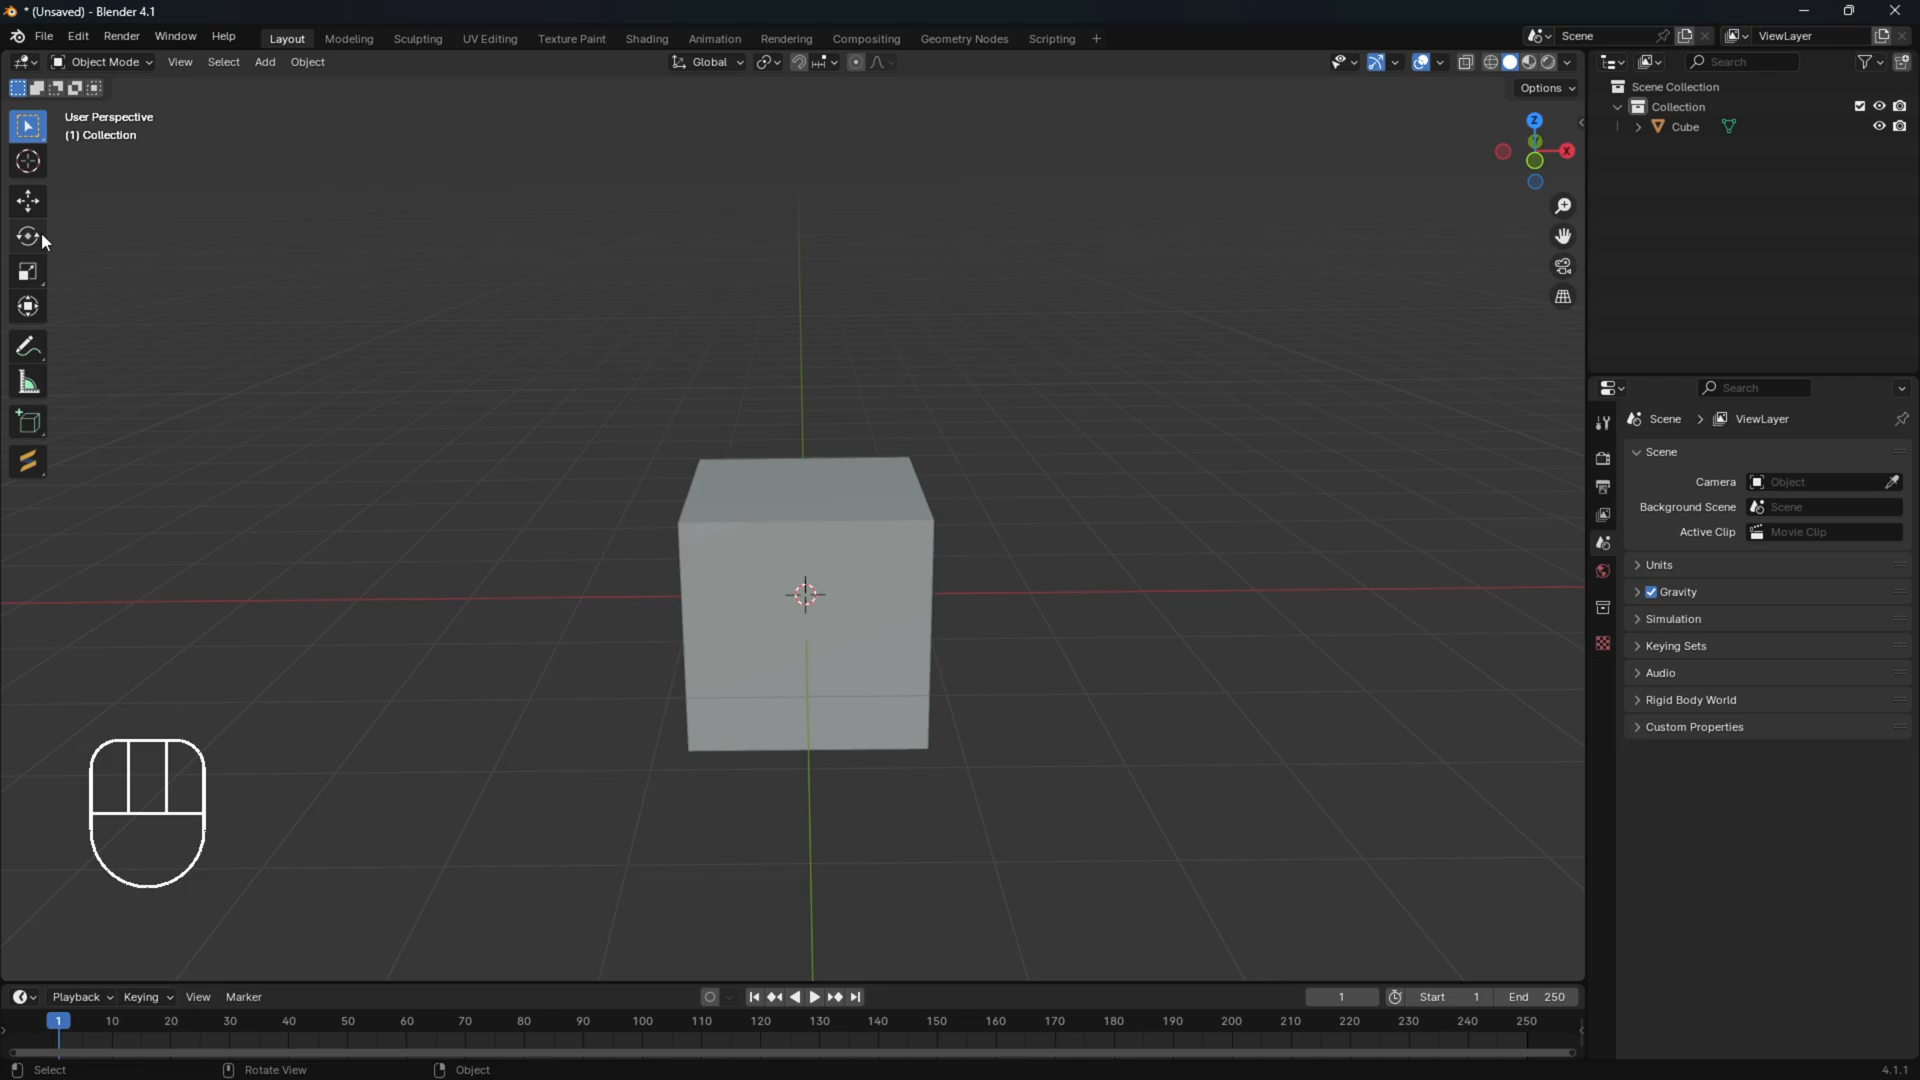 * (Unsaved) - Blender 4.1
File Edit Render Window Help Layout Modeling Sculpting UV Editing Texture Paint Shading Animation Rendering Compositing Geometry Nodes Scripting + Scene ViewLayer
Object Mode View Select Add Object Global Search
Options
User Perspective
(1) Collection
Z
X
Scene Collection
Collection
Cube
Search
Scene ViewLayer
Scene
Camera Object
Background Scene Scene
Active Clip Movie Clip
Units
Gravity
Simulation
Keying Sets
Audio
Rigid Body World
Custom Properties
Playback Keying View Marker 1 Start 1 End 250
1 10 20 30 40 50 60 70 80 90 100 110 120 130 140 150 160 170 180 190 200 210 220 230 240 250
Select Rotate View Object 4.1.1